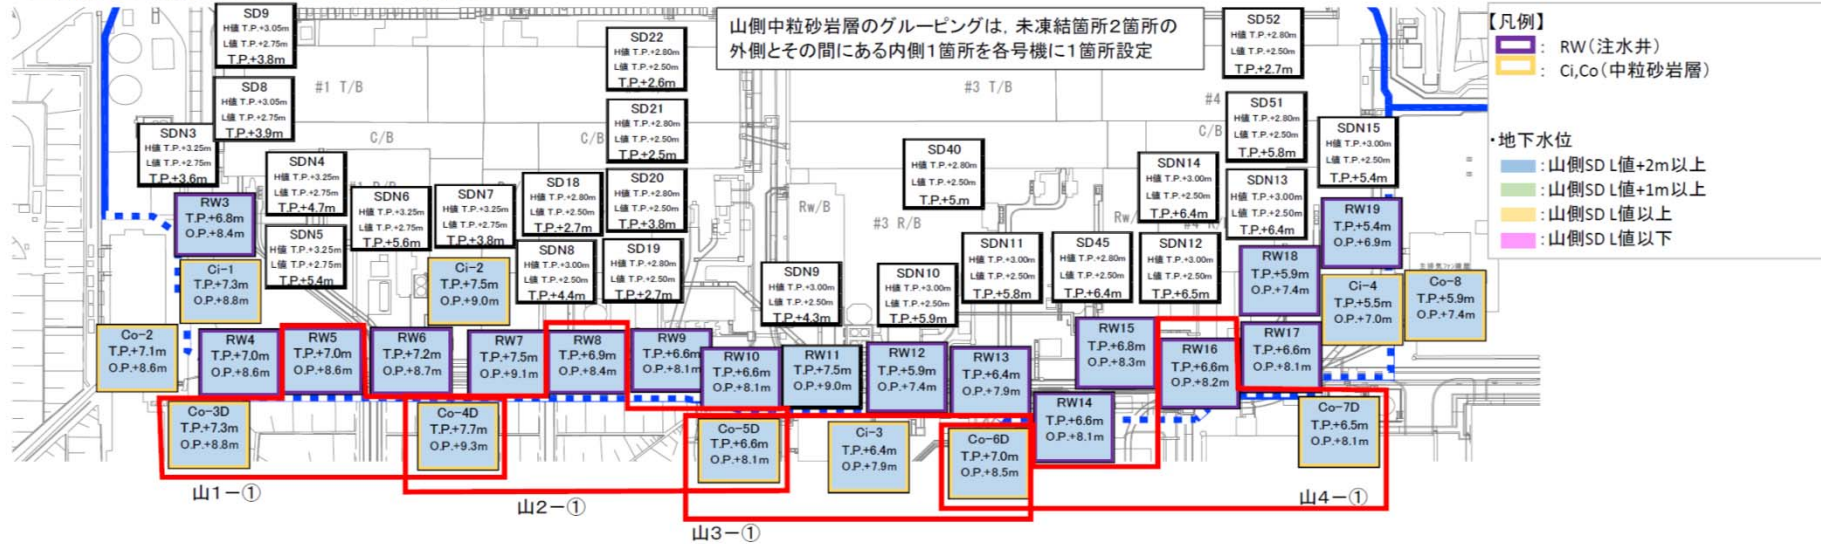 SD9
H値 T.P.+3.05m
L値 T.P.+2.75m
T.P.+3.8m
SD22
H値 T.P.+2.80m
L値 T.P.+2.50m
T.P.+2.6m
山側中粒砂岩層のグルーピングは，未凍結箇所2箇所の
外側とその間にある内側1箇所を各号機に1箇所設定
SD52
H値 T.P.+2.80m
L値 T.P.+2.50m
T.P.+2.7m
【凡例】
： RW（注水井）
： Ci,Co（中粒砂岩層）
・地下水位
：山側SD L値+2m以上
：山側SD L値+1m以上
：山側SD L値以上
：山側SD L値以下
#1 T/B
#3 T/B
#4
SD8
H値 T.P.+3.05m
L値 T.P.+2.75m
T.P.+3.9m
SD21
H値 T.P.+2.80m
L値 T.P.+2.50m
T.P.+2.5m
SD51
H値 T.P.+2.80m
L値 T.P.+2.50m
T.P.+5.8m
C/B
C/B
C/B
SDN3
H値 T.P.+3.25m
L値 T.P.+2.75m
T.P.+3.6m
SDN15
H値 T.P.+3.00m
L値 T.P.+2.50m
T.P.+5.4m
SDN4
H値 T.P.+3.25m
L値 T.P.+2.75m
T.P.+4.7m
SD40
H値 T.P.+2.80m
L値 T.P.+2.50m
T.P.+5.m
SDN14
H値 T.P.+3.00m
L値 T.P.+2.50m
T.P.+6.4m
SDN6
H値 T.P.+3.25m
L値 T.P.+2.75m
T.P.+5.6m
SDN7
H値 T.P.+3.25m
L値 T.P.+2.75m
T.P.+3.8m
SD18
H値 T.P.+2.80m
L値 T.P.+2.50m
T.P.+2.7m
SD20
H値 T.P.+2.80m
L値 T.P.+2.50m
T.P.+3.8m
SDN13
H値 T.P.+3.00m
L値 T.P.+2.50m
T.P.+6.4m
Rw/B
#3 R/B
RW3
T.P.+6.8m
O.P.+8.4m
RW19
T.P.+5.4m
O.P.+6.9m
SDN5
H値 T.P.+3.25m
L値 T.P.+2.75m
T.P.+5.4m
SDN8
H値 T.P.+3.00m
L値 T.P.+2.50m
T.P.+4.4m
SD19
H値 T.P.+2.80m
L値 T.P.+2.50m
T.P.+2.7m
SDN9
H値 T.P.+3.00m
L値 T.P.+2.50m
T.P.+4.3m
SDN10
H値 T.P.+3.00m
L値 T.P.+2.50m
T.P.+5.9m
SDN11
H値 T.P.+3.00m
L値 T.P.+2.50m
T.P.+5.8m
SD45
H値 T.P.+2.80m
L値 T.P.+2.50m
T.P.+6.4m
SDN12
H値 T.P.+3.00m
L値 T.P.+2.50m
T.P.+6.5m
RW18
T.P.+5.9m
O.P.+7.4m
Ci-1
T.P.+7.3m
O.P.+8.8m
Ci-2
T.P.+7.5m
O.P.+9.0m
Ci-4
T.P.+5.5m
O.P.+7.0m
Co-8
T.P.+5.9m
O.P.+7.4m
Co-2
T.P.+7.1m
O.P.+8.6m
RW4
T.P.+7.0m
O.P.+8.6m
RW5
T.P.+7.0m
O.P.+8.6m
RW6
T.P.+7.2m
O.P.+8.7m
RW7
T.P.+7.5m
O.P.+9.1m
RW8
T.P.+6.9m
O.P.+8.4m
RW9
T.P.+6.6m
O.P.+8.1m
RW10
T.P.+6.6m
O.P.+8.1m
RW11
T.P.+7.5m
O.P.+9.0m
RW12
T.P.+5.9m
O.P.+7.4m
RW13
T.P.+6.4m
O.P.+7.9m
RW15
T.P.+6.8m
O.P.+8.3m
RW16
T.P.+6.6m
O.P.+8.2m
RW17
T.P.+6.6m
O.P.+8.1m
RW14
T.P.+6.6m
O.P.+8.1m
Co-3D
T.P.+7.3m
O.P.+8.8m
Co-4D
T.P.+7.7m
O.P.+9.3m
Co-5D
T.P.+6.6m
O.P.+8.1m
Ci-3
T.P.+6.4m
O.P.+7.9m
Co-6D
T.P.+7.0m
O.P.+8.5m
Co-7D
T.P.+6.5m
O.P.+8.1m
山1－①
山2－①
山3－①
山4－①